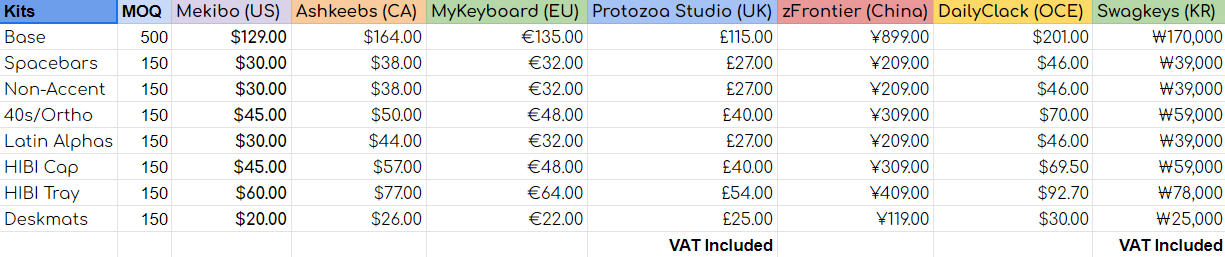 Kits MOQ Mekibo (US) Ashkeebs (CA) MyKeyboard (EU) Protozoa Studio (UK) zFrontier (China) DailyClack (OCE) Swagkeys (KR)
Base 500 $129.00 $164.00 €135.00 £115.00 ¥899.00 $201.00 ₩170,000
Spacebars 150 $30.00 $38.00 €32.00 £27.00 ¥209.00 $46.00 ₩39,000
Non-Accent 150 $30.00 $38.00 €32.00 £27.00 ¥209.00 $46.00 ₩39,000
40s/Ortho 150 $45.00 $50.00 €48.00 £40.00 ¥309.00 $70.00 ₩59,000
Latin Alphas 150 $30.00 $44.00 €32.00 £27.00 ¥209.00 $46.00 ₩39,000
HIBI Cap 150 $45.00 $57.00 €48.00 £40.00 ¥309.00 $69.50 ₩59,000
HIBI Tray 150 $60.00 $77.00 €64.00 £54.00 ¥409.00 $92.70 ₩78,000
Deskmats 150 $20.00 $26.00 €22.00 £25.00 ¥119.00 $30.00 ₩25,000
VAT Included VAT Included